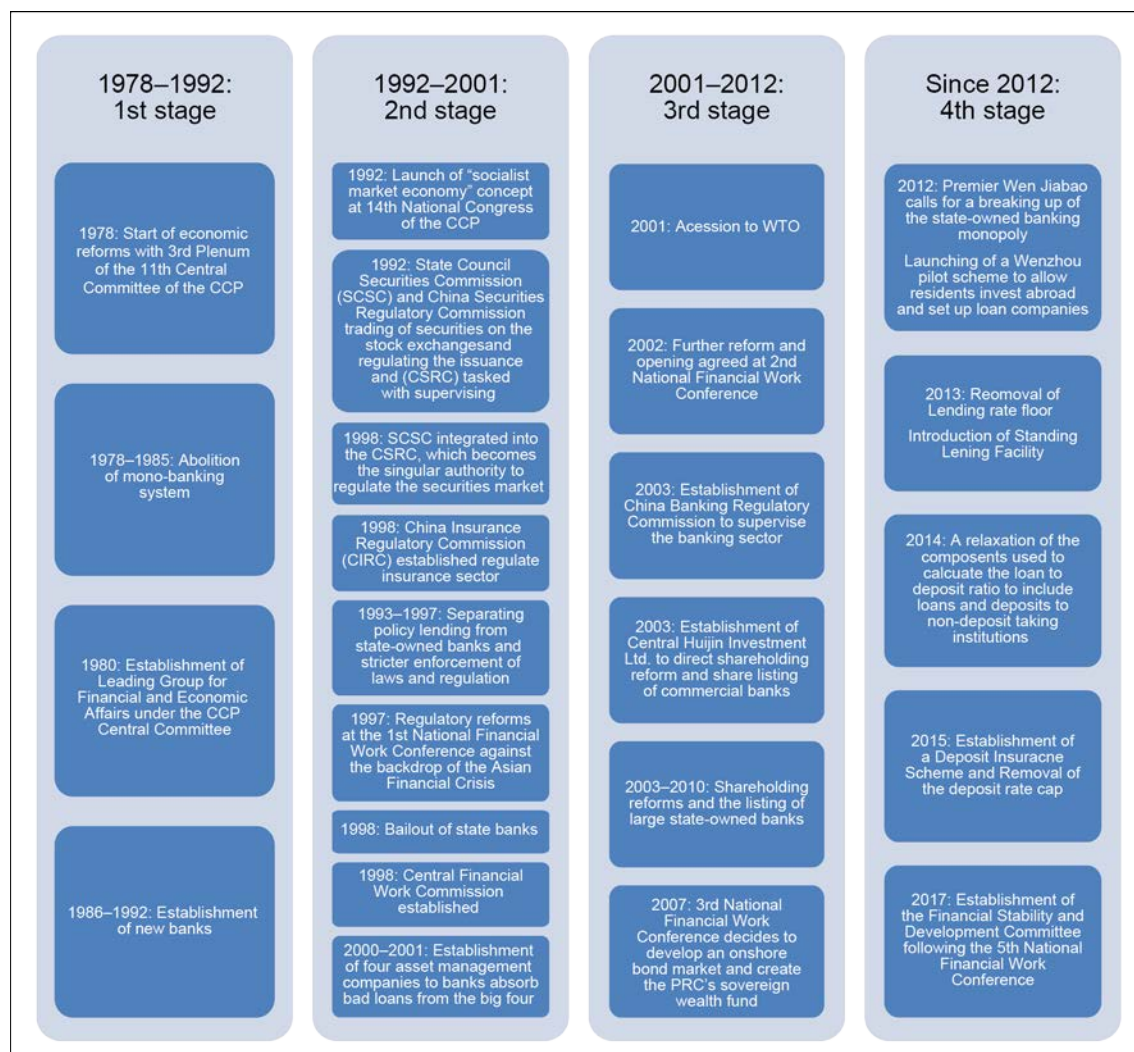 1978–1992:
1st stage
1978: Start of economic
reforms with 3rd Plenum
of the 11th Central
Committee of the CCP
1978–1985: Abolition
of mono-banking
system
1980: Establishment of
Leading Group for
Financial and Economic
Affairs under the CCP
Central Committee
1986–1992: Establishment
of new banks
1992–2001:
2nd stage
1992: Launch of “socialist
market economy” concept
at 14th National Congress
of the CCP
1992: State Council
Securities Commission
(SCSC) and China Securities
Regulatory Commission
trading of securities on the
stock exchangesand
regulating the issuance
and (CSRC) tasked
with supervising
1998: SCSC integrated into
the CSRC, which becomes
the singular authority to
regulate the securities market
1998: China Insurance
Regulatory Commission
(CIRC) established regulate
insurance sector
1993–1997: Separating
policy lending from
state-owned banks and
stricter enforcement of
laws and regulation
1997: Regulatory reforms
at the 1st National Financial
Work Conference against
the backdrop of the Asian
Financial Crisis
1998: Bailout of state banks
1998: Central Financial
Work Commission
established
2000–2001: Establishment
of four asset management
companies to banks absorb
bad loans from the big four
2001–2012:
3rd stage
2001: Acession to WTO
2002: Further reform and
opening agreed at 2nd
National Financial Work
Conference
2003: Establishment of
China Banking Regulatory
Commission to supervise
the banking sector
2003: Establishment of
Central Huijin Investment
Ltd. to direct shareholding
reform and share listing
of commercial banks
2003–2010: Shareholding
reforms and the listing of
large state-owned banks
2007: 3rd National
Financial Work
Conference decides to
develop an onshore
bond market and create
the PRC’s sovereign
wealth fund
Since 2012:
4th stage
2012: Premier Wen Jiabao
calls for a breaking up of
the state-owned banking
monopoly
Launching of a Wenzhou
pilot scheme to allow
residents invest abroad
and set up loan companies
2013: Reomoval of
Lending rate floor
Introduction of Standing
Lening Facility
2014: A relaxation of the
components used to
calcuate the loan to
deposit ratio to include
loans and deposits to
non-deposit taking
institutions
2015: Establishment of
a Deposit Insuracne
Scheme and Removal of
the deposit rate cap
2017: Establishment of
the Financial Stability and
Development Committee
following the 5th National
Financial Work
Conference